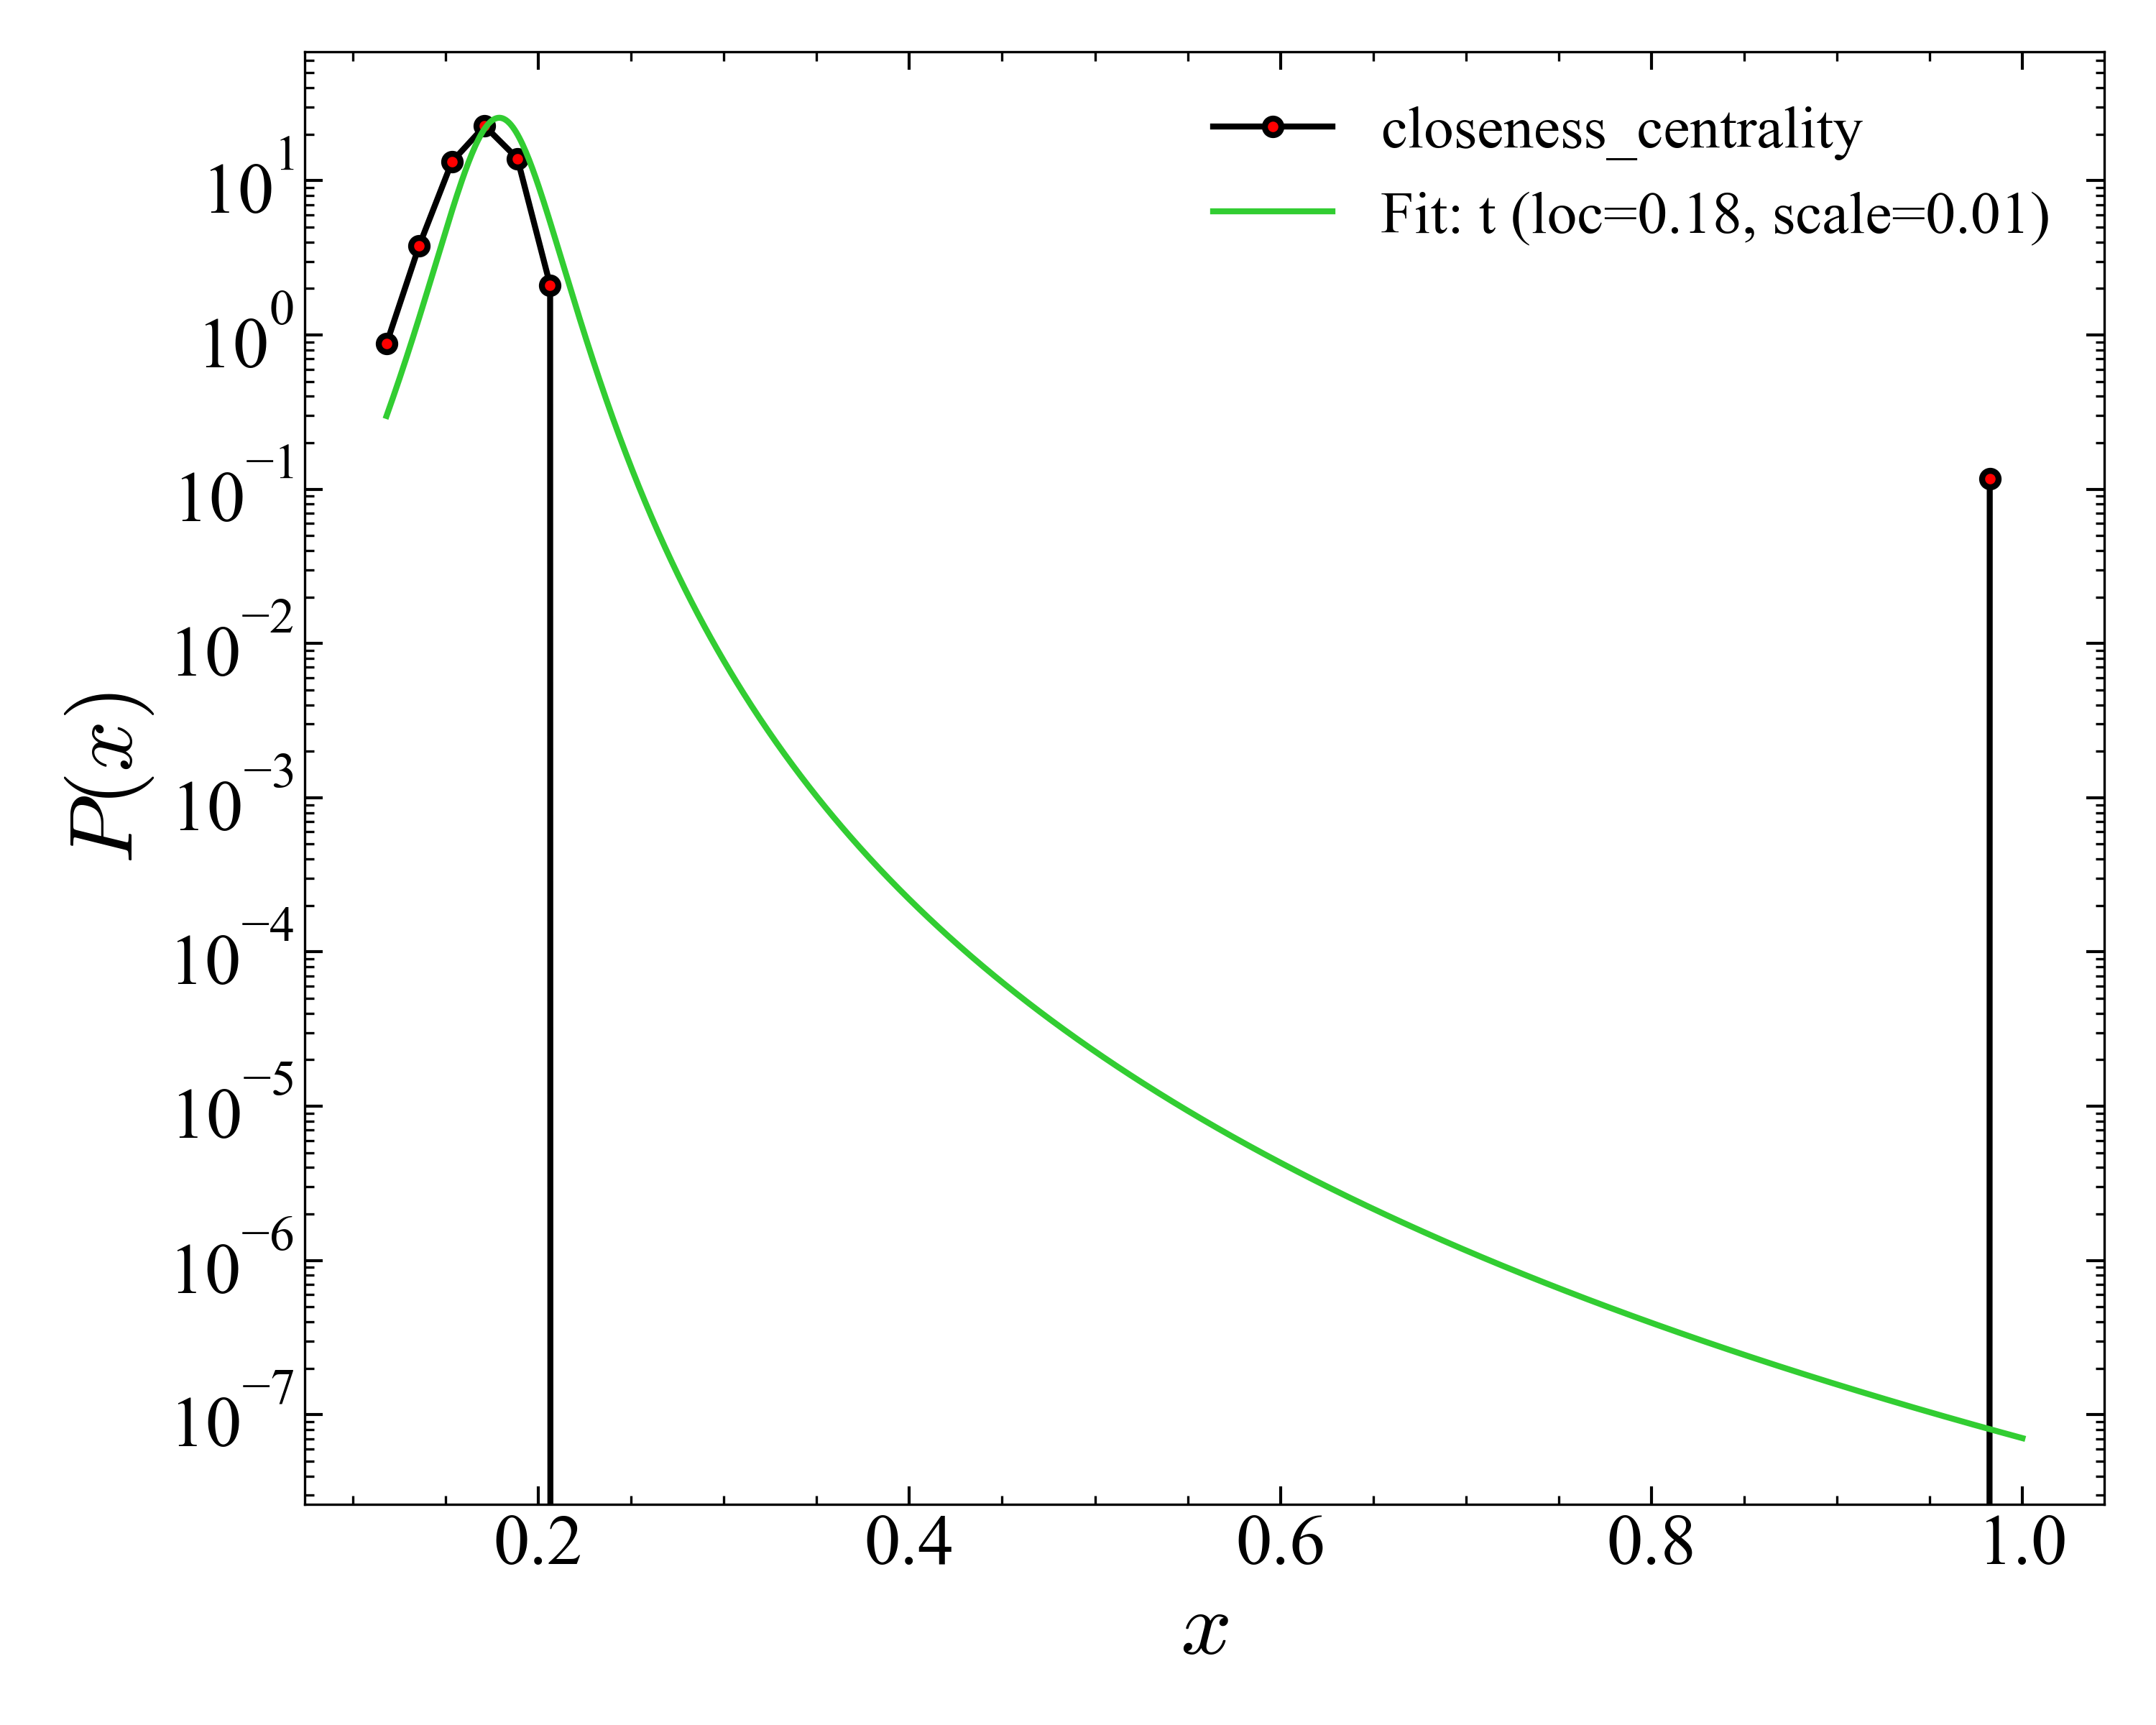 closeness_centrality
Fit: t (loc=0.18, scale=0.01)
10^1
10^0
10^−1
10^−2
10^−3
10^−4
10^−5
10^−6
10^−7
P(x)
0.2 0.4 0.6 0.8 1.0
x